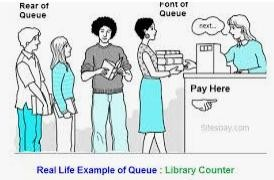 Rear of
Queue
Font of
Queue
next...
Pay Here
Sitesbay.com
Real Life Example of Queue : Library Counter